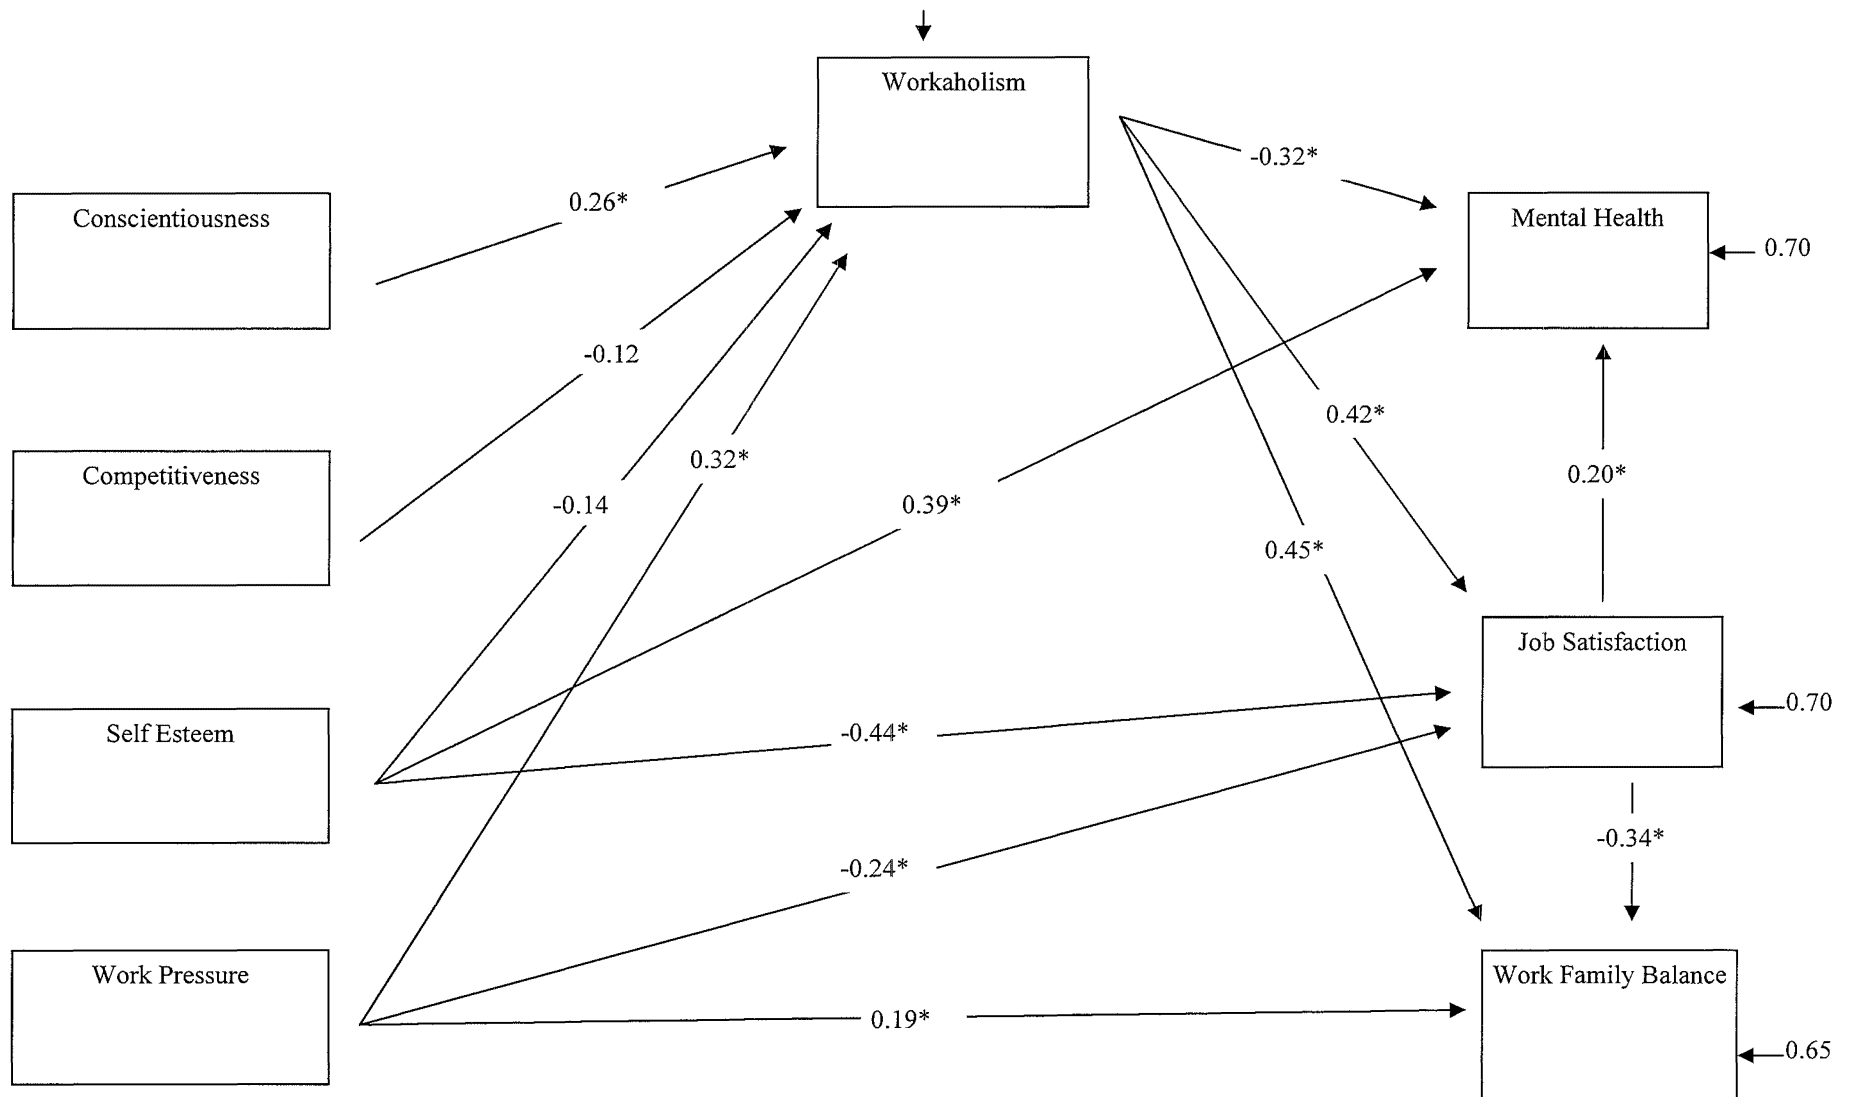 Workaholism
-0.32*
0.26*
Conscientiousness
Mental Health
0.70
-0.12
0.42*
0.32*
Competitiveness
0.20*
-0.14
0.39*
0.45*
Job Satisfaction
0.70
Self Esteem
-0.44*
-0.34*
-0.24*
Work Pressure
Work Family Balance
0.19*
0.65